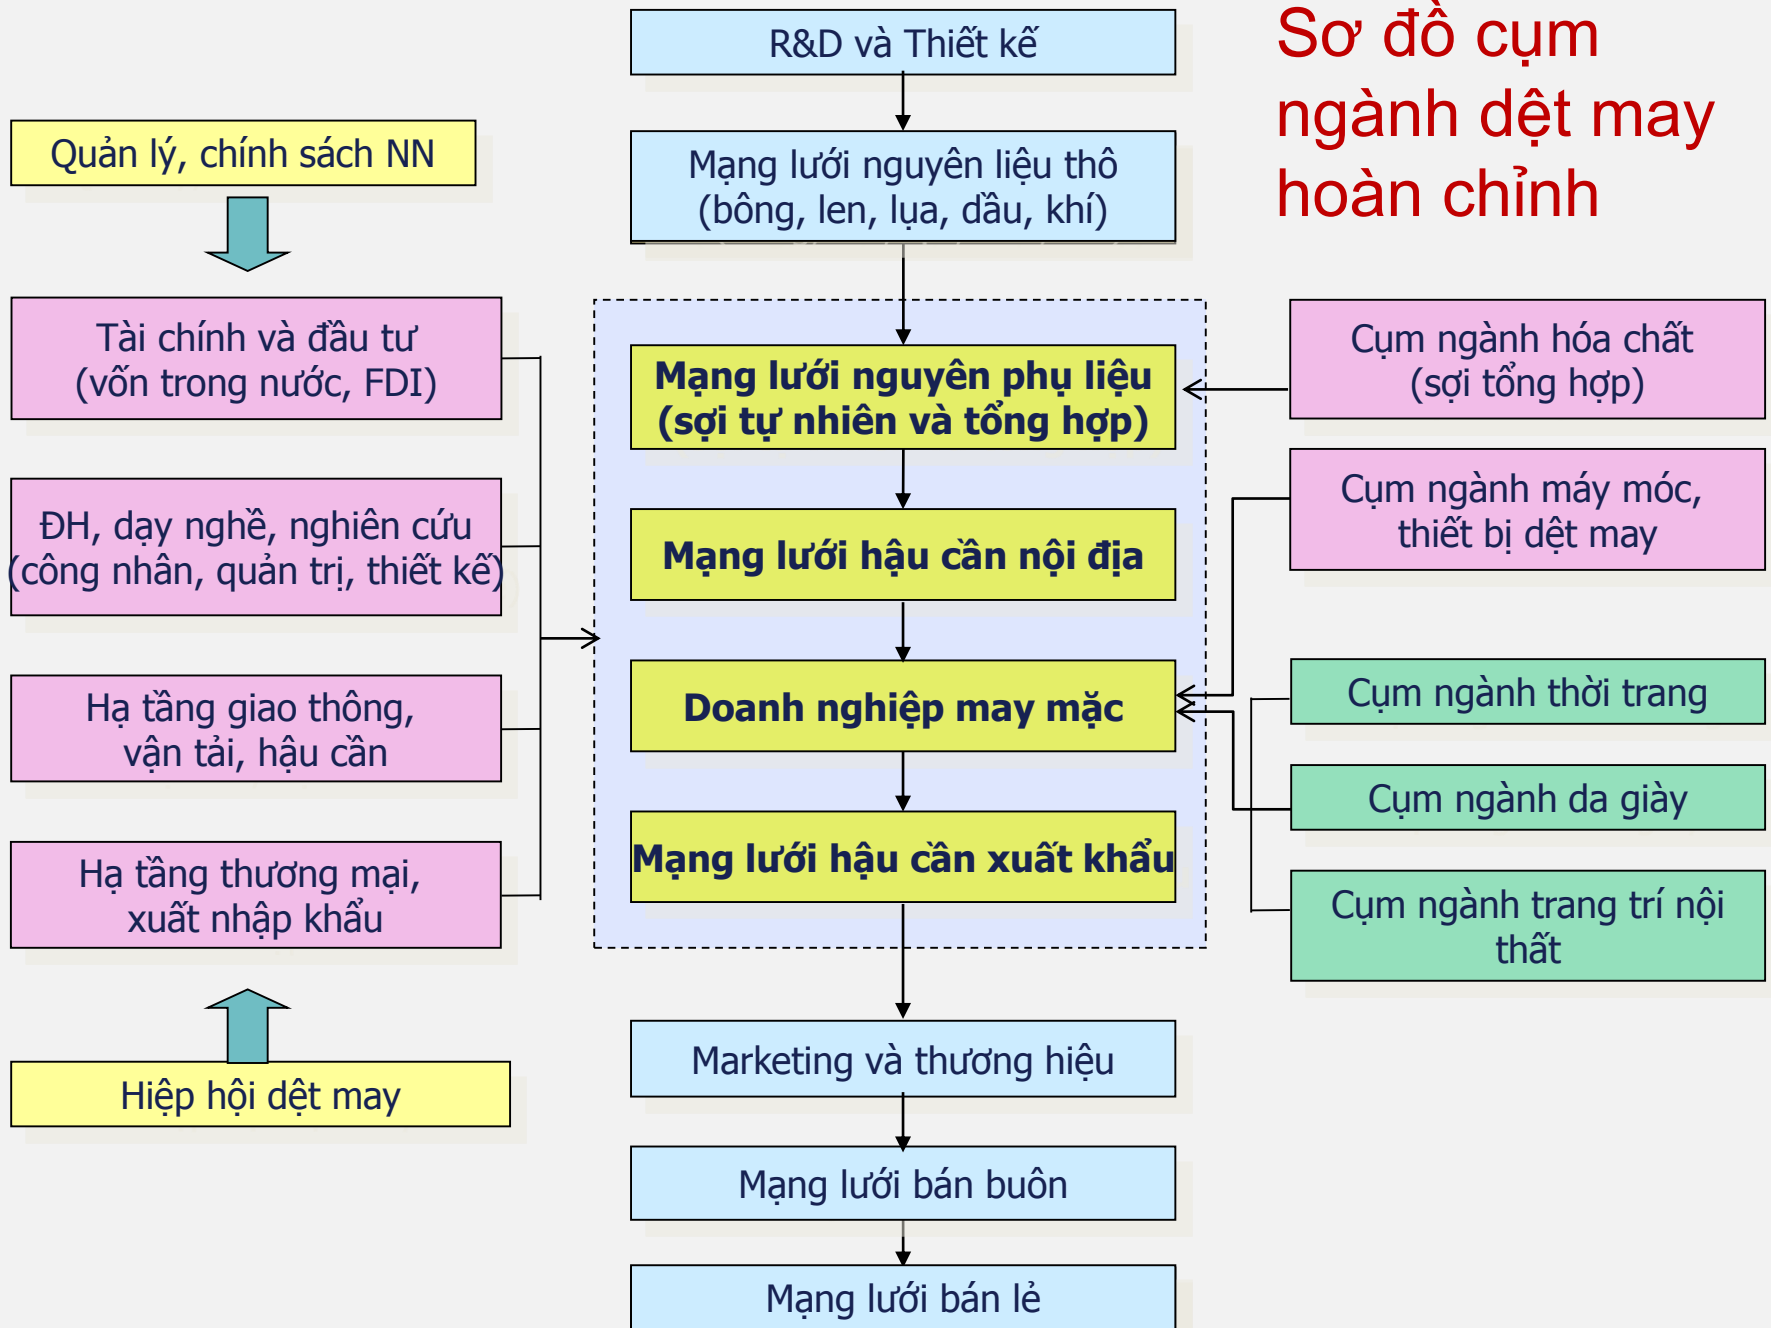 Sơ đồ cụm
ngành dệt may
hoàn chỉnh
R&D và Thiết kế
Mạng lưới nguyên liệu thô
(bông, len, lụa, dầu, khí)
Quản lý, chính sách NN
Tài chính và đầu tư
(vốn trong nước, FDI)
ĐH, dạy nghề, nghiên cứu
(công nhân, quản trị, thiết kế)
Hạ tầng giao thông,
vận tải, hậu cần
Hạ tầng thương mại,
xuất nhập khẩu
Hiệp hội dệt may
Mạng lưới nguyên phụ liệu
(sợi tự nhiên và tổng hợp)
Mạng lưới hậu cần nội địa
Doanh nghiệp may mặc
Mạng lưới hậu cần xuất khẩu
Cụm ngành hóa chất
(sợi tổng hợp)
Cụm ngành máy móc,
thiết bị dệt may
Cụm ngành thời trang
Cụm ngành da giày
Cụm ngành trang trí nội
thất
Marketing và thương hiệu
Mạng lưới bán buôn
Mạng lưới bán lẻ